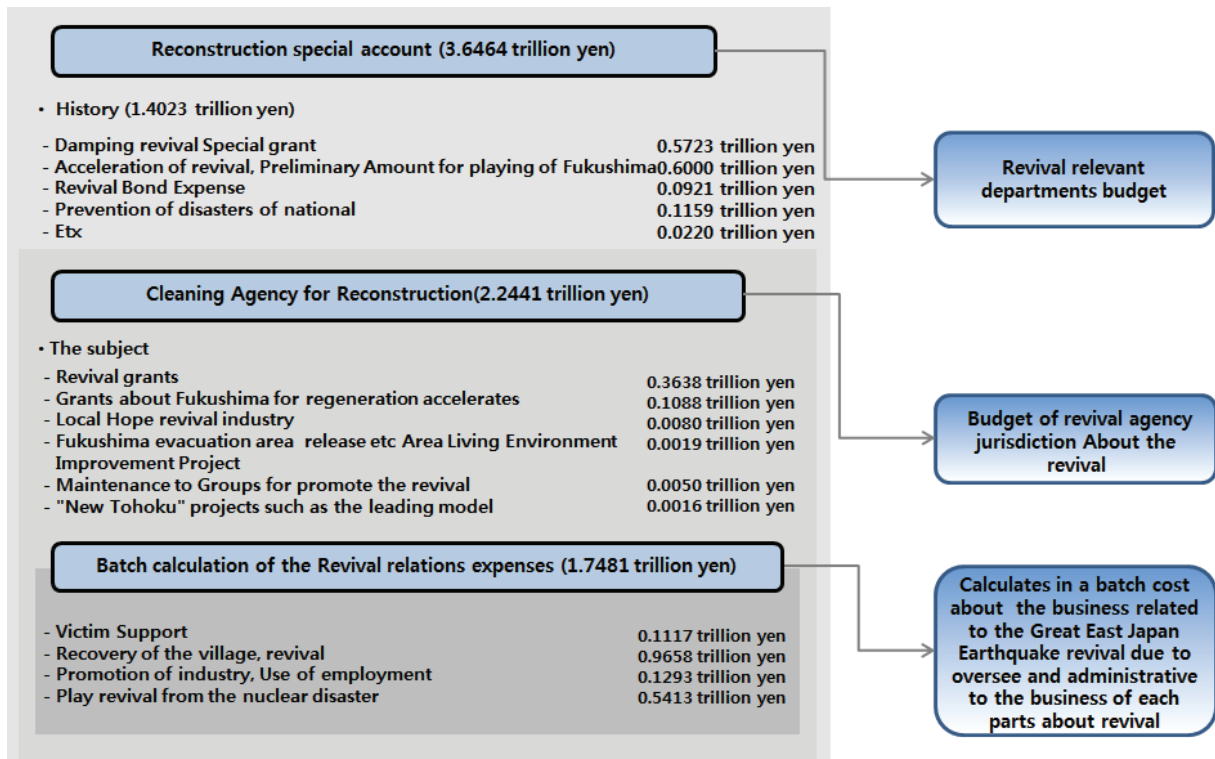 Reconstruction special account (3.6464 trillion yen)
• History (1.4023 trillion yen)
- Damping revival Special grant 0.5723 trillion yen
- Acceleration of revival, Preliminary Amount for playing of Fukushima 0.6000 trillion yen
- Revival Bond Expense 0.0921 trillion yen
- Prevention of disasters of national 0.1159 trillion yen
- Etx 0.0220 trillion yen
Revival relevant
departments budget
Cleaning Agency for Reconstruction(2.2441 trillion yen)
• The subject
- Revival grants 0.3638 trillion yen
- Grants about Fukushima for regeneration accelerates 0.1088 trillion yen
- Local Hope revival industry 0.0080 trillion yen
- Fukushima evacuation area release etc Area Living Environment 0.0019 trillion yen
Improvement Project
- Maintenance to Groups for promote the revival 0.0050 trillion yen
- "New Tohoku" projects such as the leading model 0.0016 trillion yen
Budget of revival agency
jurisdiction About the
revival
Batch calculation of the Revival relations expenses (1.7481 trillion yen)
- Victim Support 0.1117 trillion yen
- Recovery of the village, revival 0.9658 trillion yen
- Promotion of industry, Use of employment 0.1293 trillion yen
- Play revival from the nuclear disaster 0.5413 trillion yen
Calculates in a batch cost
about the business related
to the Great East Japan
Earthquake revival due to
oversee and administrative
to the business of each
parts about revival